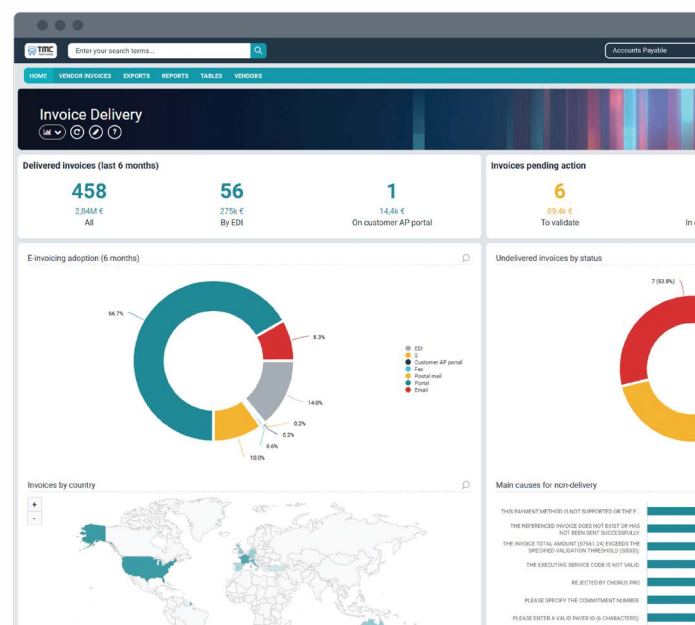 TMC
Enter your search terms...
Accounts Payable
HOME VENDOR INVOICES EXPORTS REPORTS TABLES VENDORS
Invoice Delivery
?
Delivered invoices (last 6 months)
458
2,84M €
All
56
275k €
By EDI
1
14,4k €
On customer AP portal
Invoices pending action
6
89,4k €
To validate
In
E-invoicing adoption (6 months)
66.7%
8.3%
14.0%
0.2%
0.2%
0.6%
10.0%
EDI
Customer AP portal
Fax
Postal mail
Portal
Email
Undelivered invoices by status
7 (53.8%)
Invoices by country
+
-
Main causes for non-delivery
THIS PAYMENT METHOD IS NOT SUPPORTED OR THE E...
THE REFERENCED INVOICE DOES NOT EXIST OR HAS
NOT BEEN SENT SUCCESSFULLY.
THE INVOICE TOTAL AMOUNT (57561.24) EXCEEDS THE
SPECIFIED VALIDATION THRESHOLD (50000)
THE EXECUTING SERVICE CODE IS NOT VALID.
REJECTED BY CHORUS PRO
PLEASE SPECIFY THE COMMITMENT NUMBER.
PLEASE ENTER A VALID PAYER ID (6 CHARACTERS)